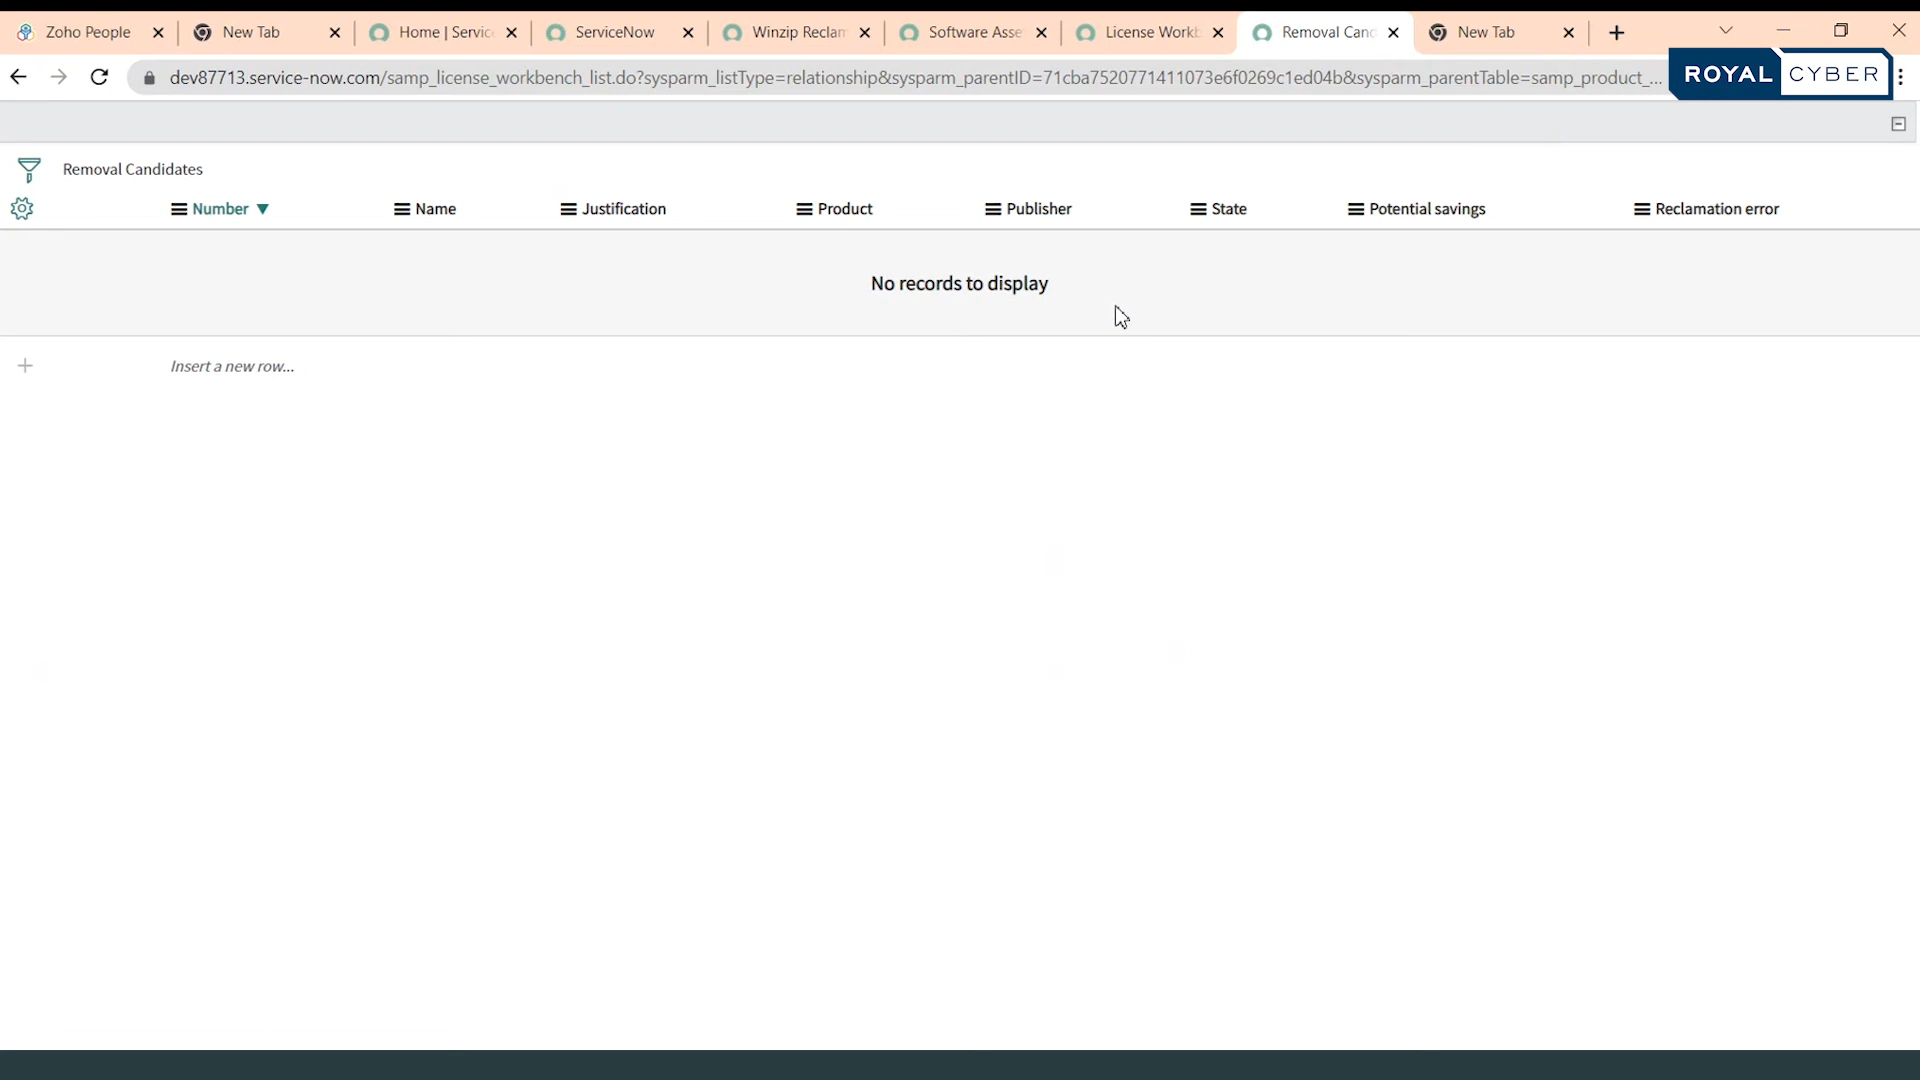 Zoho People
New Tab
Home | Servic
ServiceNow
Winzip Reclam
Software Asse
License Workb
Removal Cand
New Tab
dev87713.service-now.com/samp_license_workbench_list.do?sysparm_listType=relationship&sysparm_parentID=71cba7520771411073e6f0269c1ed04b&sysparm_parentTable=samp_product_...
ROYAL CYBER
Removal Candidates
Number ▼ Name Justification Product Publisher State Potential savings Reclamation error
No records to display
Insert a new row...